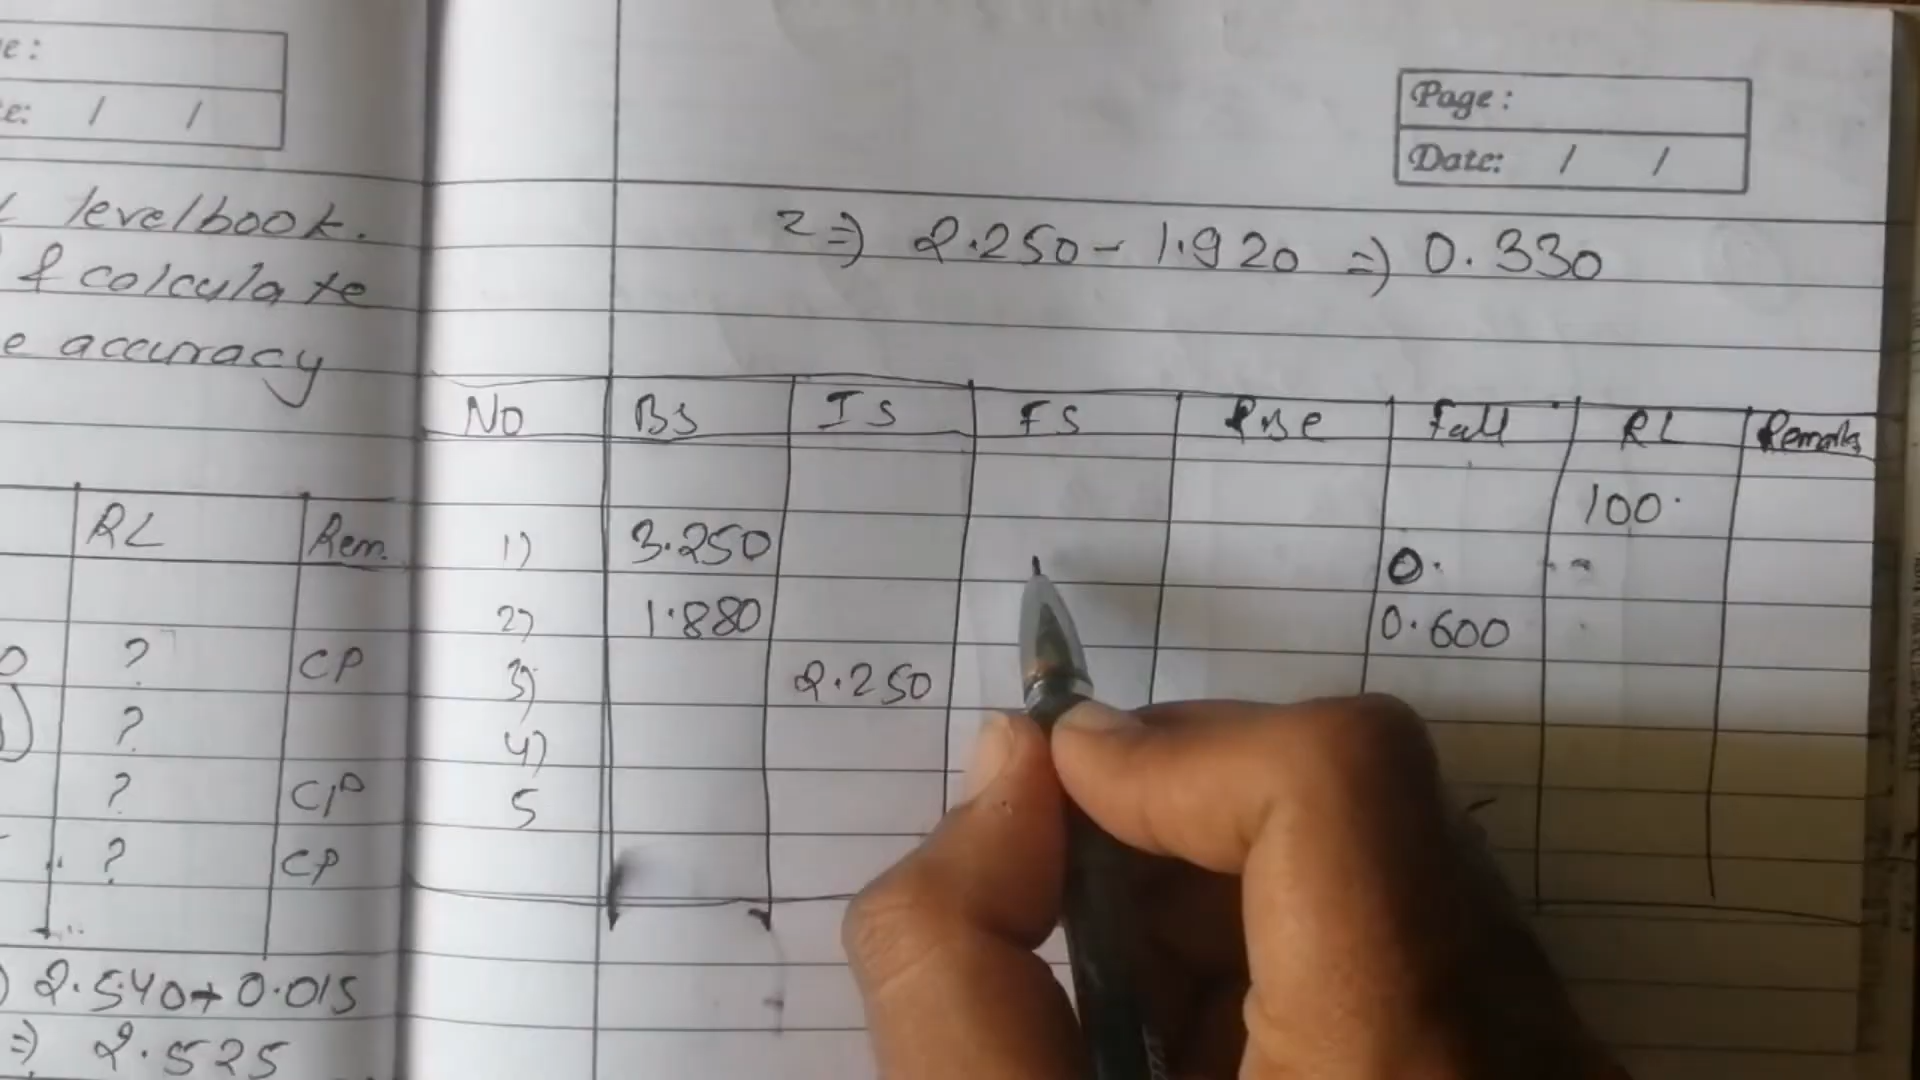 e:
e: / /
levelbook.
& calculate
e accuracy
RL Rem.
? CP
?
? CP
? CP
2.540+0.015
=) 2.525
Page:
Date: / /
2=) 2.250-1.920 =) 0.330
No BS IS FS Rise Fall RL Remarks
100.
1) 3.250 0.
2) 1.880 0.600
3) 2.250
4)
5